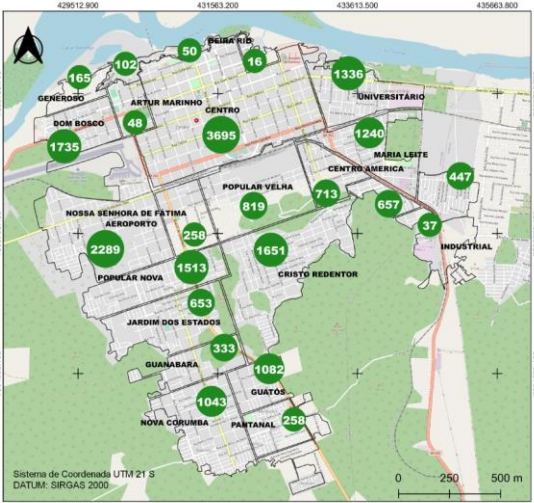 429512.900 431563.200 433613.500 435663.800
50
BEIRA RIO
102
16
165
1336
GENEROSO
ARTUR MARINHO
UNIVERSITÁRIO
CENTRO
DOM BOSCO
48
3695
1240
1735
MARIA LEITE
CENTRO AMERICA
447
POPULAR VELHA
713
819
657
NOSSA SENHORA DE FÁTIMA
AEROPORTO
37
258
2289
1651
INDUSTRIAL
1513
CRISTO REDENTOR
POPULAR NOVA
653
JARDIM DOS ESTADOS
333
GUANABARA
1082
GUATÓS
1043
258
NOVA CORUMBÁ
PANTANAL
Sistema de Coordenada UTM 21 S
DATUM: SIRGAS 2000
0 250 500 m